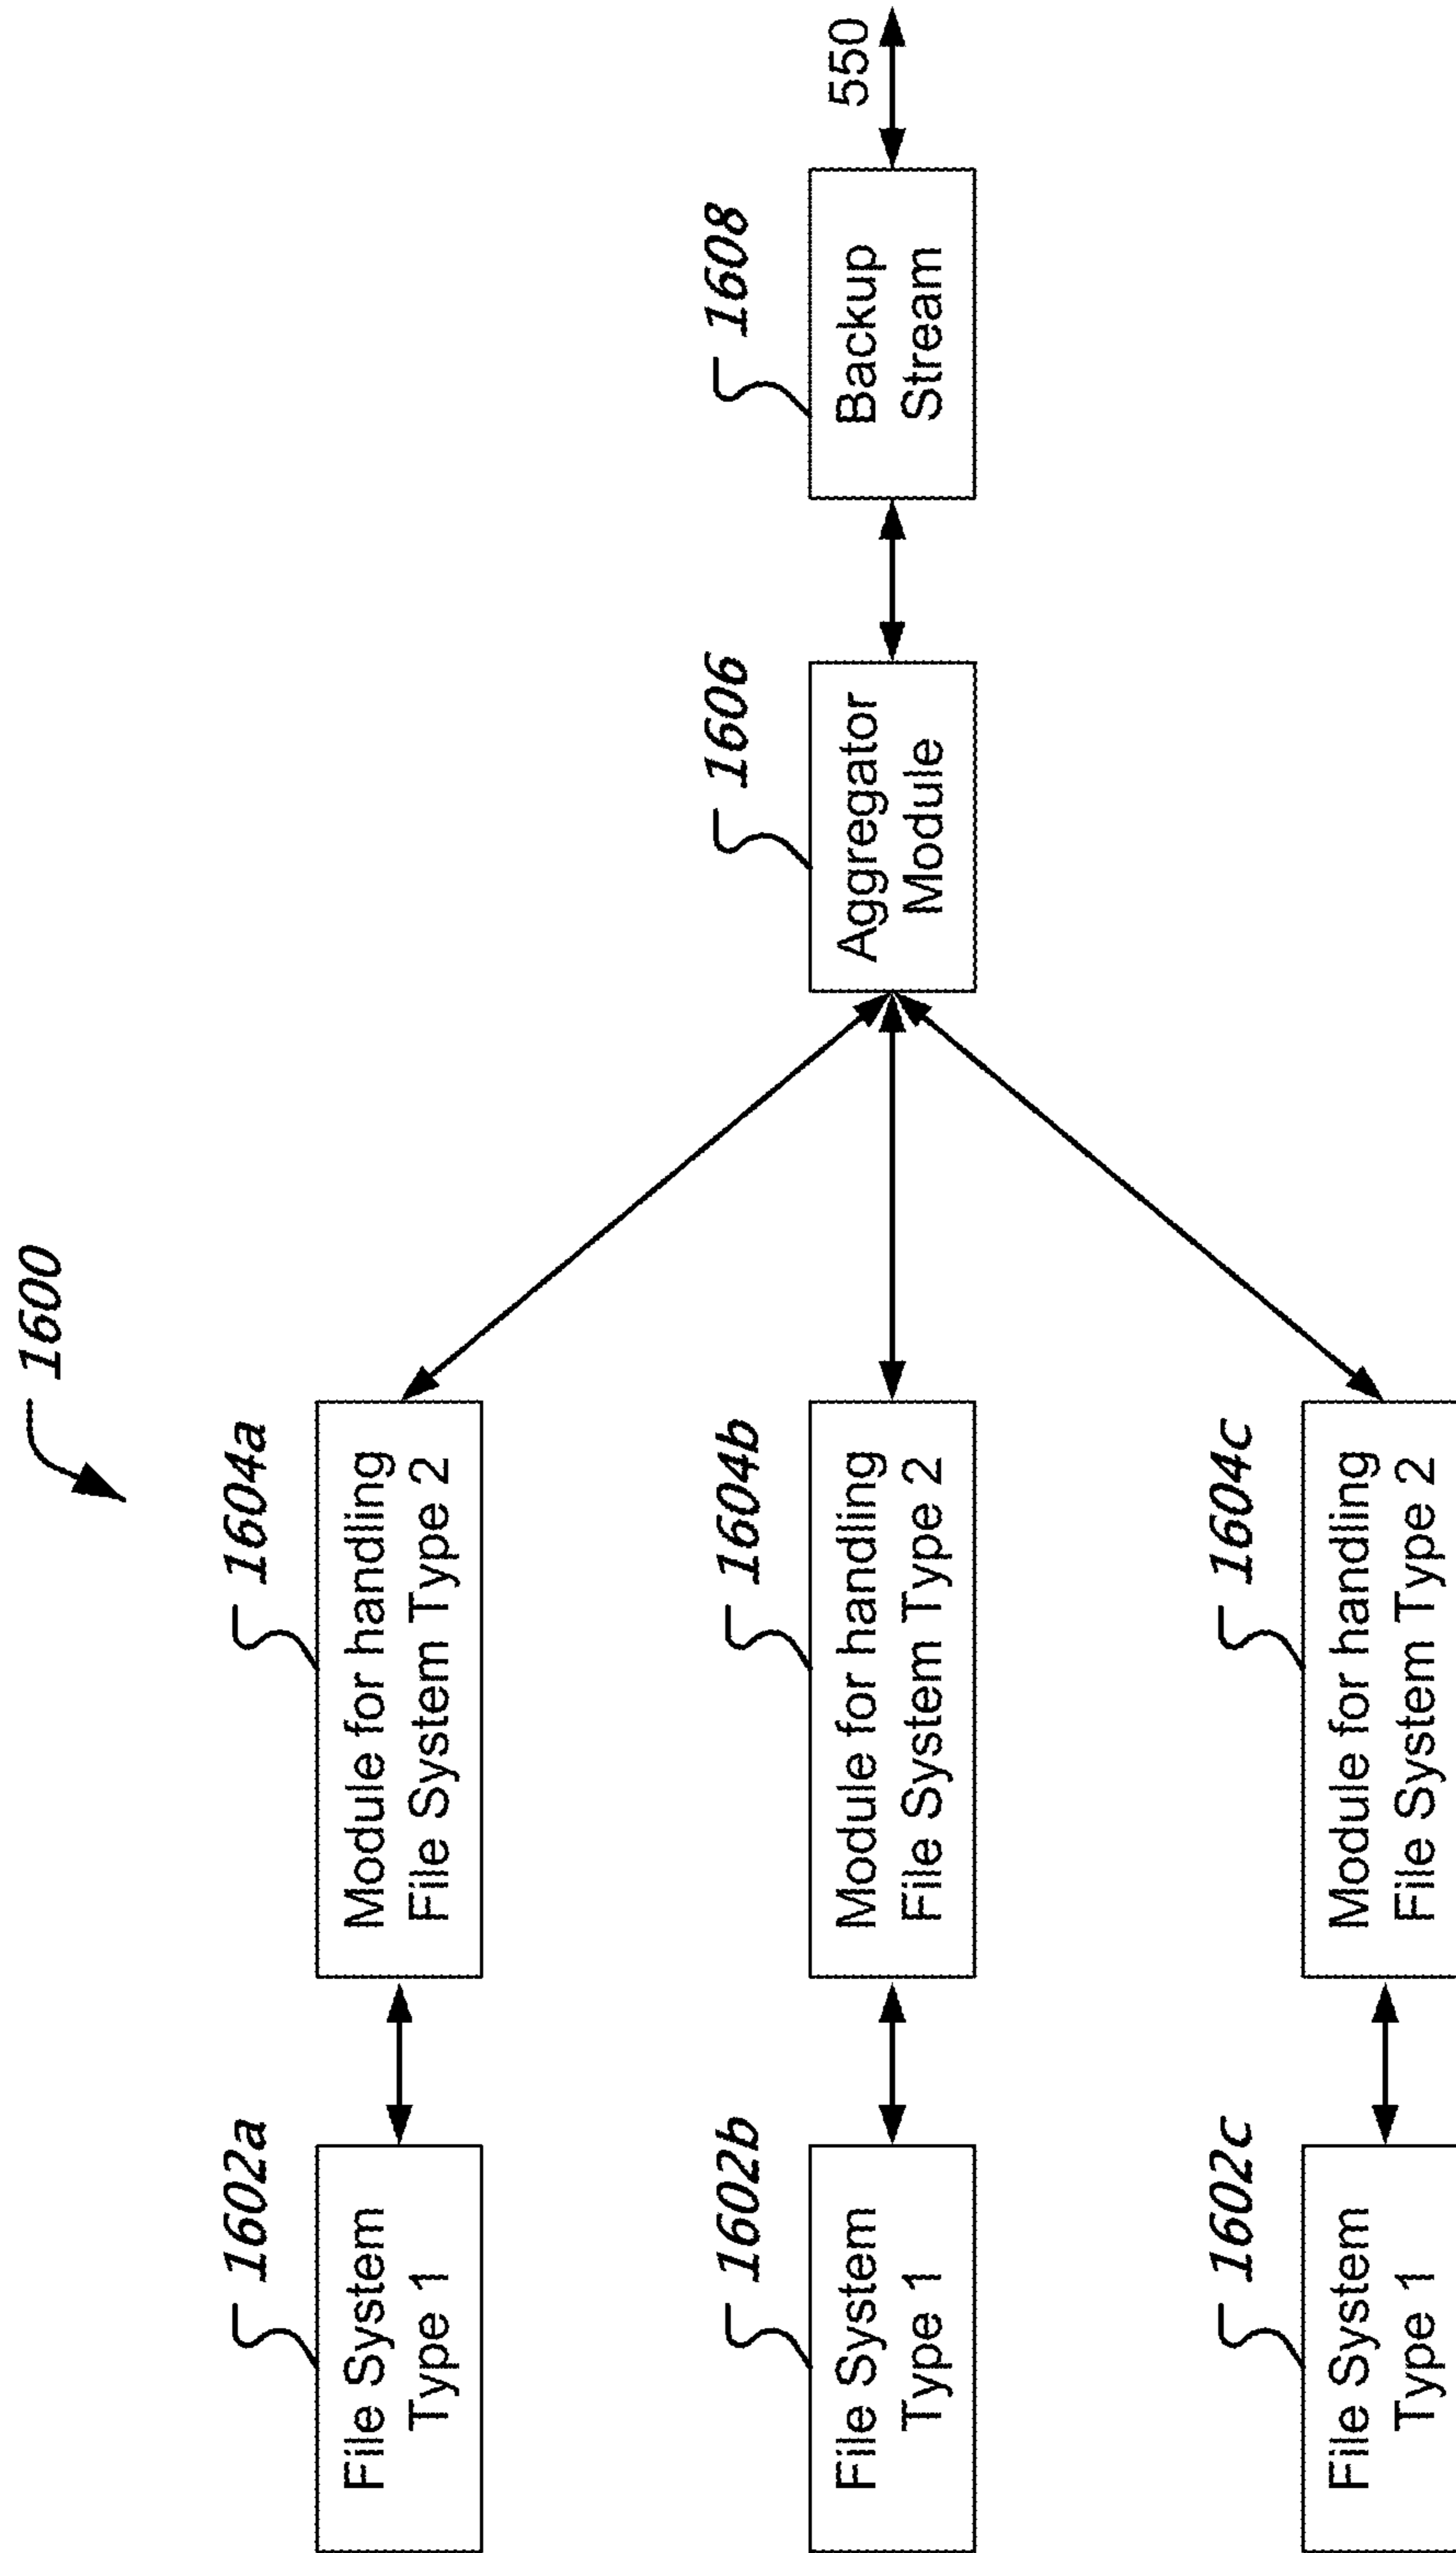 1600
1602a
File System
Type 1
1604a
Module for handling
File System Type 2
1602b
File System
Type 1
1604b
Module for handling
File System Type 2
1606
Aggregator
Module
1608
Backup
Stream
550
1602c
File System
Type 1
1604c
Module for handling
File System Type 2